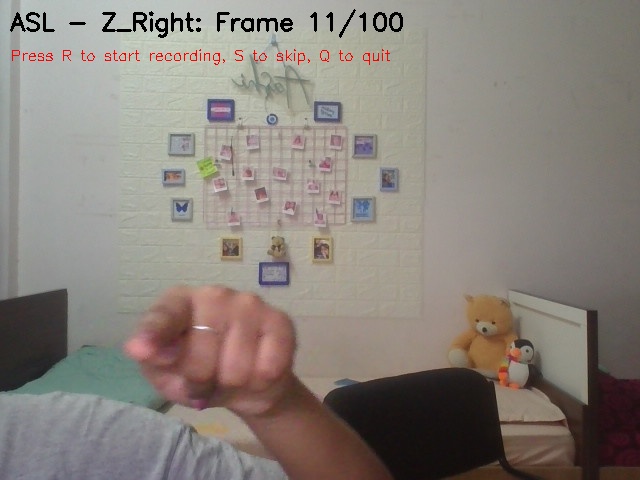 ASL - Z_Right: Frame 11/100
Press R to start recording, S to skip, Q to quit